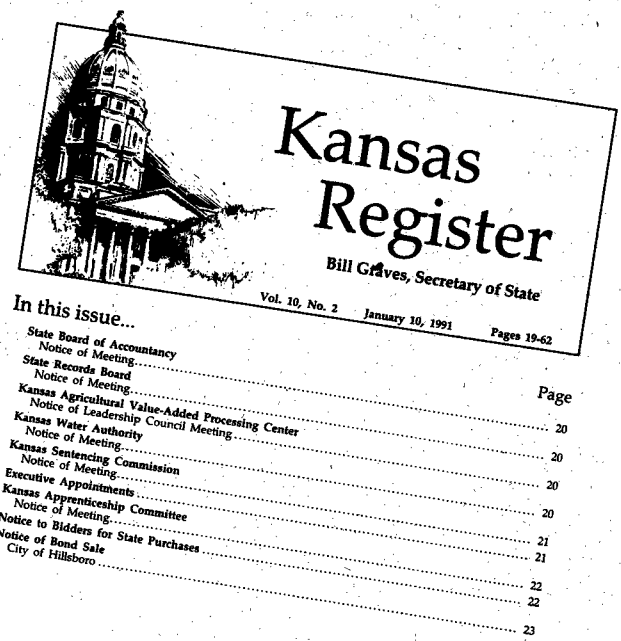 Kansas
Register
Bill Graves, Secretary of State
Vol. 10, No. 2 January 10, 1991 Pages 19-62
In this issue...
Page
State Board of Accountancy
Notice of Meeting........ 20
State Records Board
Notice of Meeting........ 20
Kansas Agricultural Value-Added Processing Center
Notice of Leadership Council Meeting........ 20
Kansas Water Authority
Notice of Meeting........ 20
Kansas Sentencing Commission
Notice of Meeting........ 21
Executive Appointments........ 21
Kansas Apprenticeship Committee
Notice of Meeting........ 22
Notice to Bidders for State Purchases........ 22
Notice of Bond Sale
City of Hillsboro........ 23